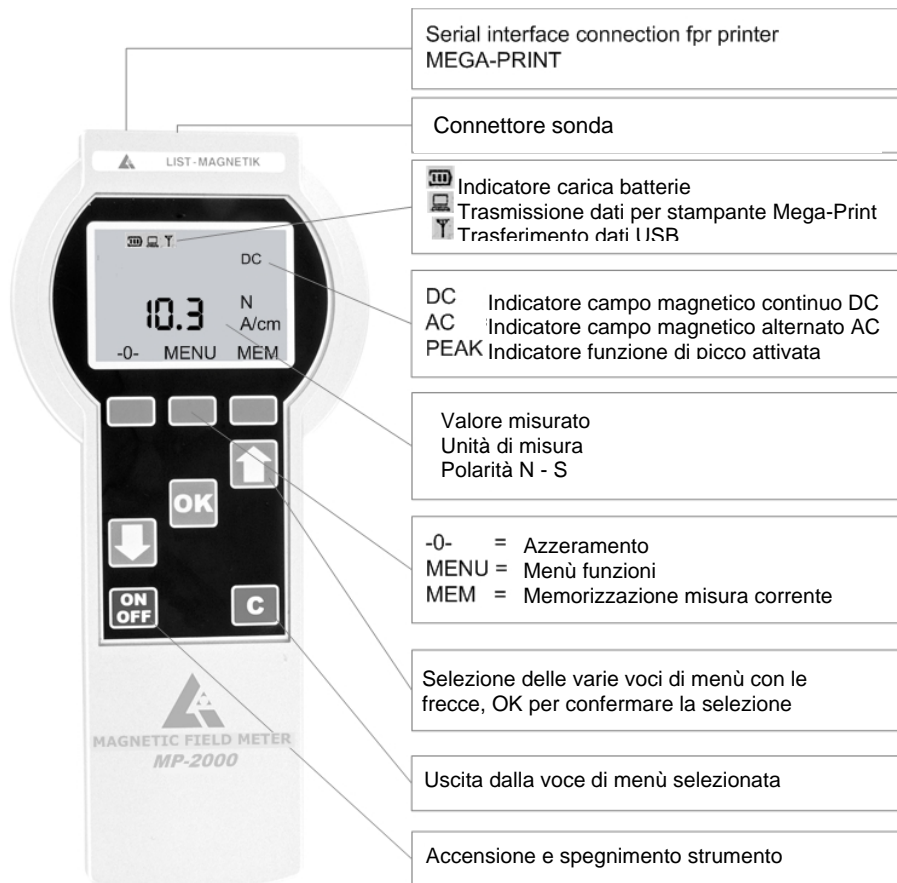 Serial interface connection fpr printer
MEGA-PRINT
Connettore sonda
Indicatore carica batterie
Trasmissione dati per stampante Mega-Print
Trasferimento dati USB
DC Indicatore campo magnetico continuo DC
AC Indicatore campo magnetico alternato AC
PEAK Indicatore funzione di picco attivata
Valore misurato
Unità di misura
Polarità N - S
-0- = Azzeramento
MENU = Menù funzioni
MEM = Memorizzazione misura corrente
Selezione delle varie voci di menù con le
frecce, OK per confermare la selezione
Uscita dalla voce di menù selezionata
Accensione e spegnimento strumento
LIST-MAGNETIK
DC
10.3 N
A/cm
-0- MENU MEM
OK
ON
OFF
C
MAGNETIC FIELD METER
MP-2000